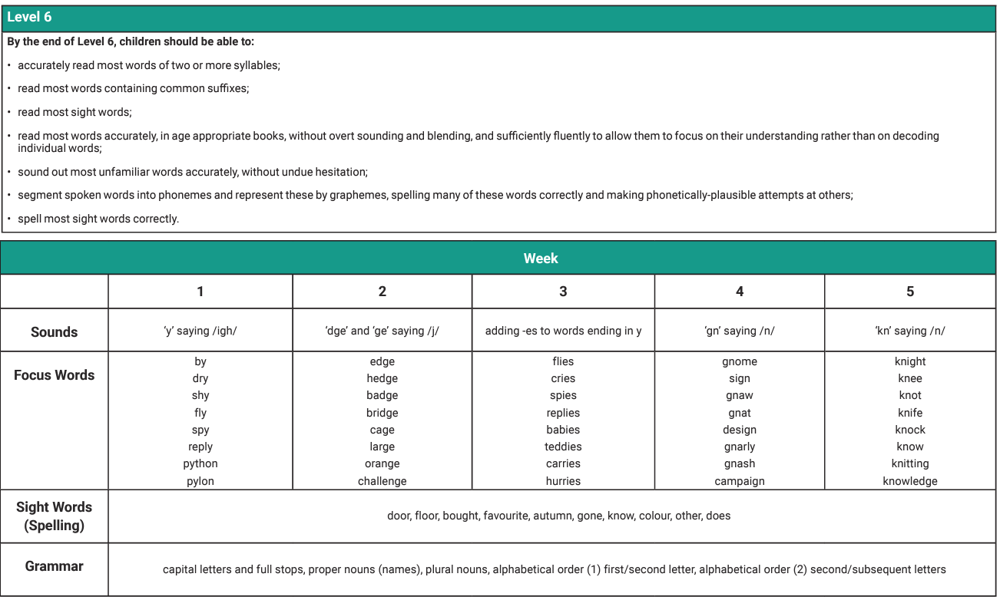 Level 6
By the end of Level 6, children should be able to:
• accurately read most words of two or more syllables;
• read most words containing common suffixes;
• read most sight words;
• read most words accurately, in age appropriate books, without overt sounding and blending, and sufficiently fluently to allow them to focus on their understanding rather than on decoding
individual words;
• sound out most unfamiliar words accurately, without undue hesitation;
• segment spoken words into phonemes and represent these by graphemes, spelling many of these words correctly and making phonetically-plausible attempts at others;
• spell most sight words correctly.
Week
1 2 3 4 5
Sounds ‘y’ saying /igh/ ‘dge’ and ‘ge’ saying /j/ adding -es to words ending in y ‘gn’ saying /n/ ‘kn’ saying /n/
Focus Words
by edge flies gnome knight
dry hedge cries sign knee
shy badge spies gnaw knot
fly bridge replies gnat knife
spy cage babies design knock
reply large teddies gnarly know
python orange carries gnash knitting
pylon challenge hurries campaign knowledge
Sight Words
(Spelling)
door, floor, bought, favourite, autumn, gone, know, colour, other, does
Grammar
capital letters and full stops, proper nouns (names), plural nouns, alphabetical order (1) first/second letter, alphabetical order (2) second/subsequent letters